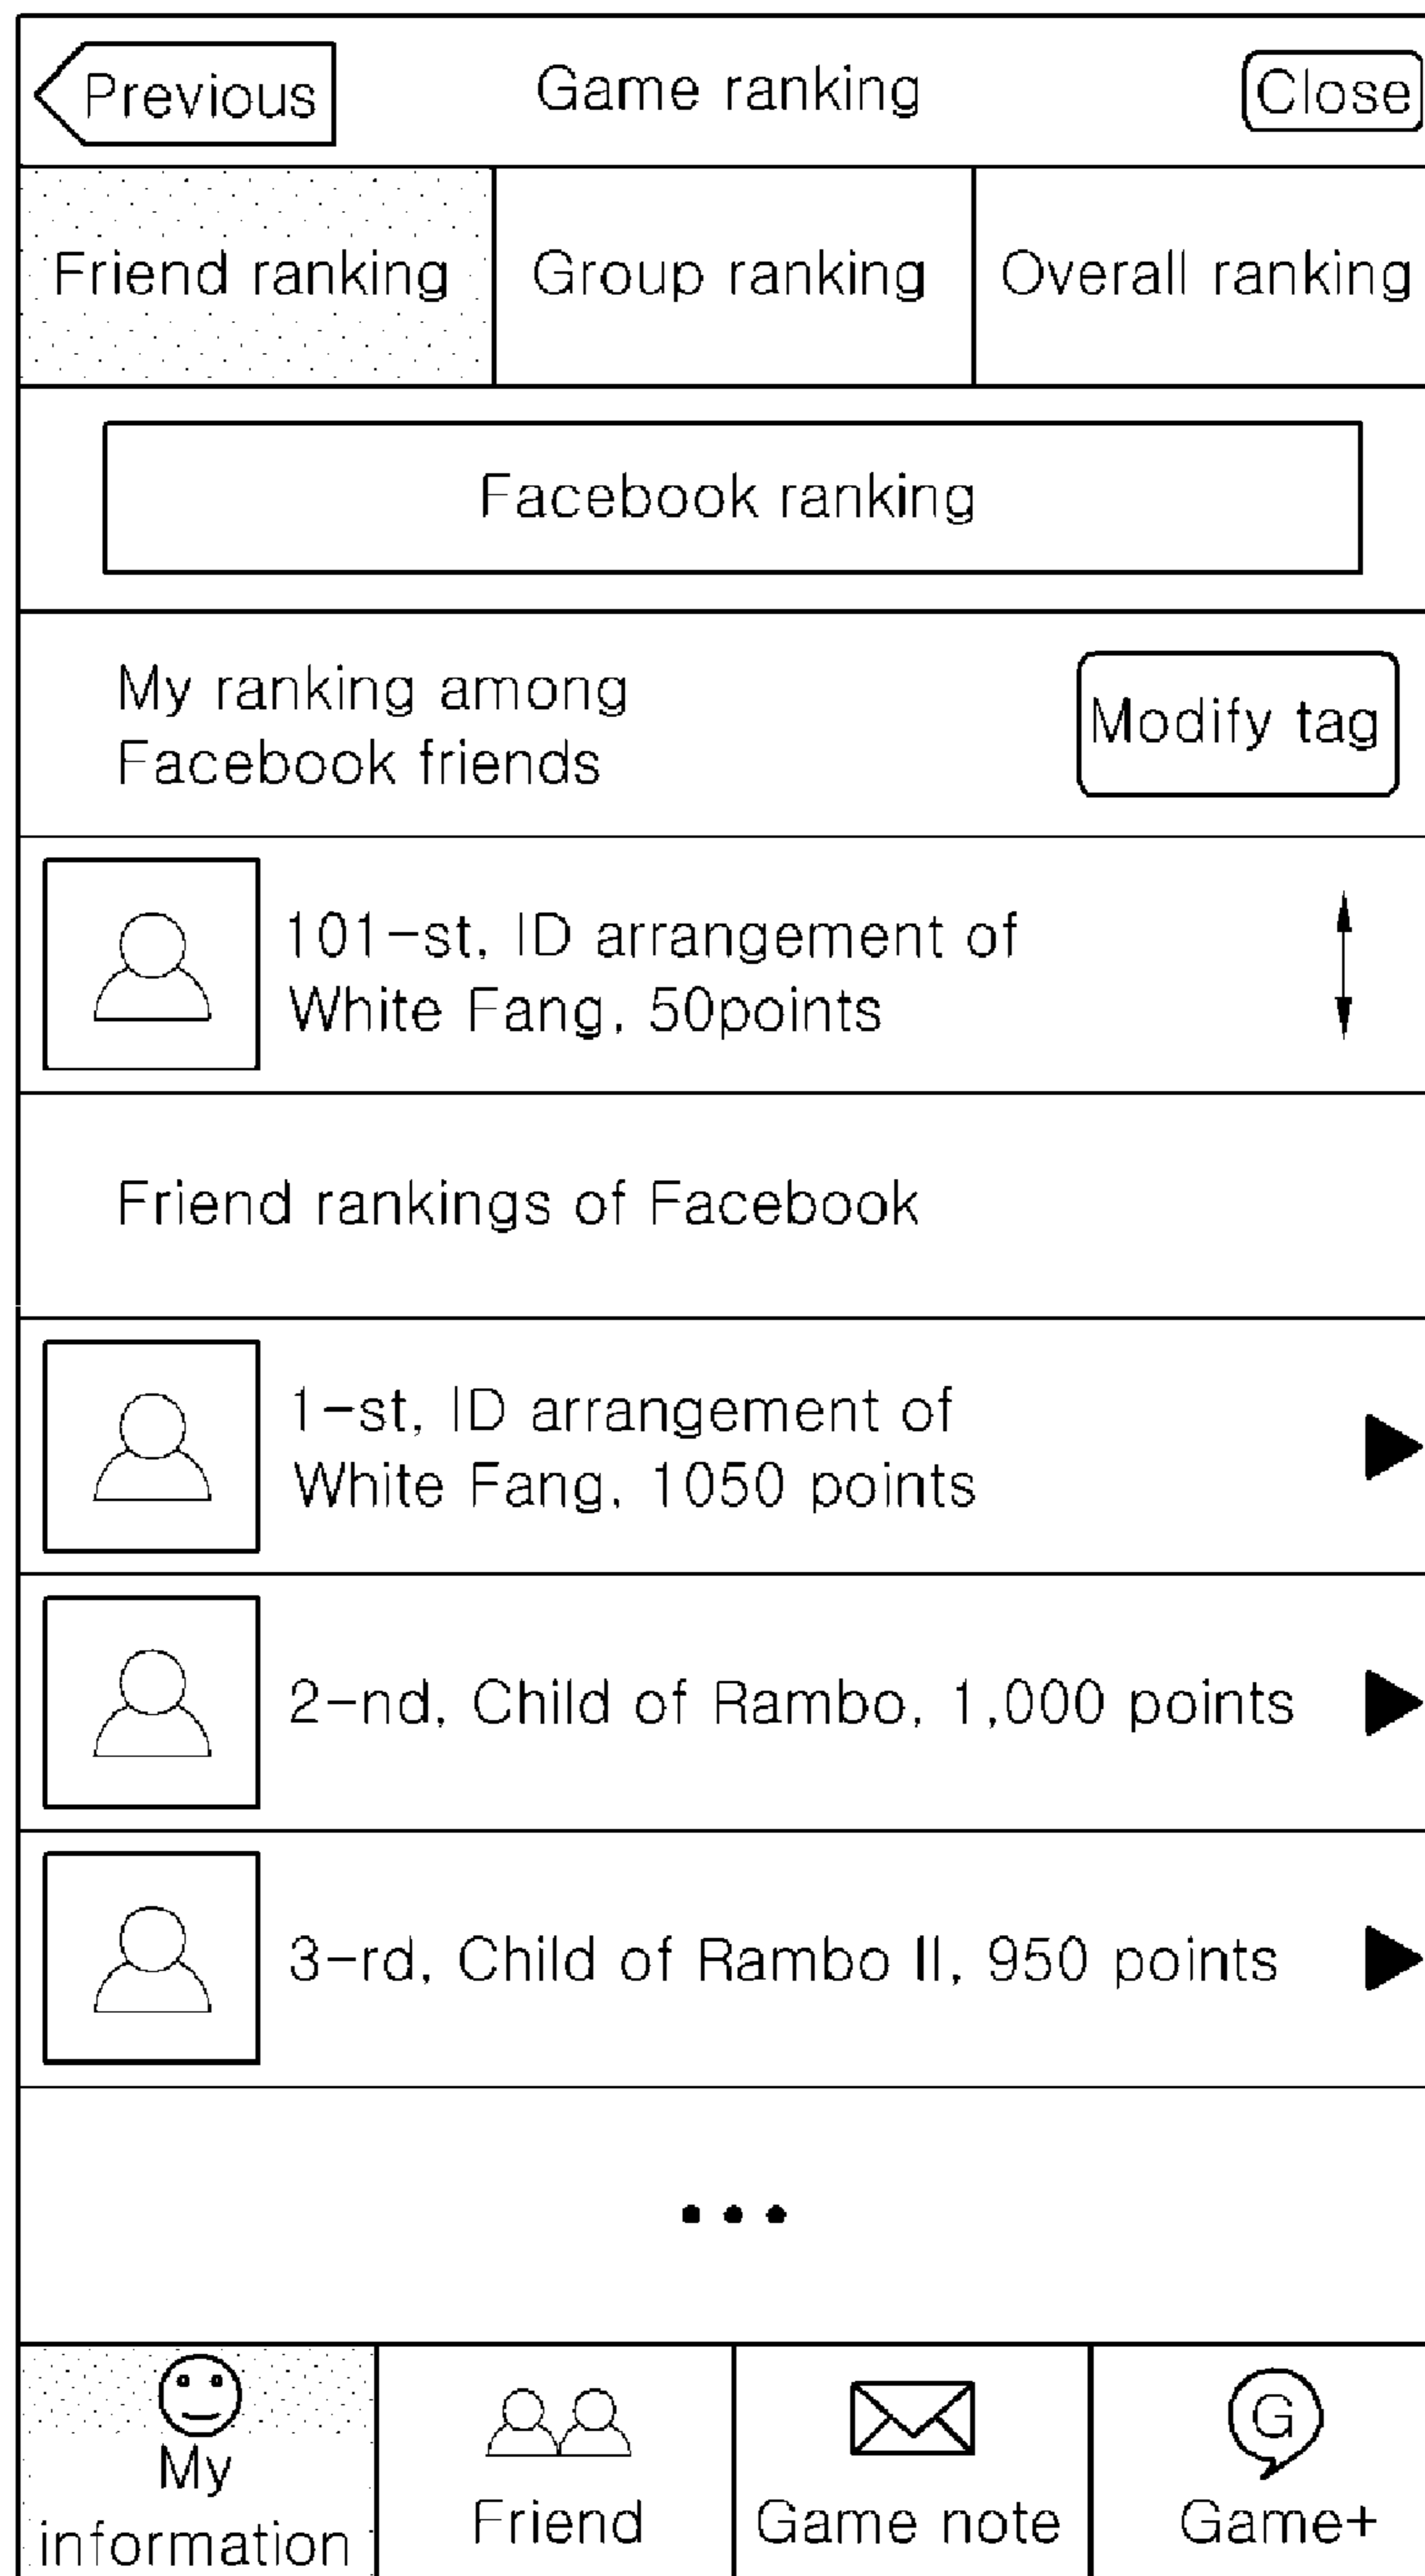 Previous
Game ranking
Close
Friend ranking
Group ranking
Overall ranking
Facebook ranking
My ranking among
Facebook friends
Modify tag
101-st, ID arrangement of
White Fang, 50points
Friend rankings of Facebook
1-st, ID arrangement of
White Fang, 1050 points
2-nd, Child of Rambo, 1,000 points
3-rd, Child of Rambo II, 950 points
...
My
information
Friend
Game note
G
Game+